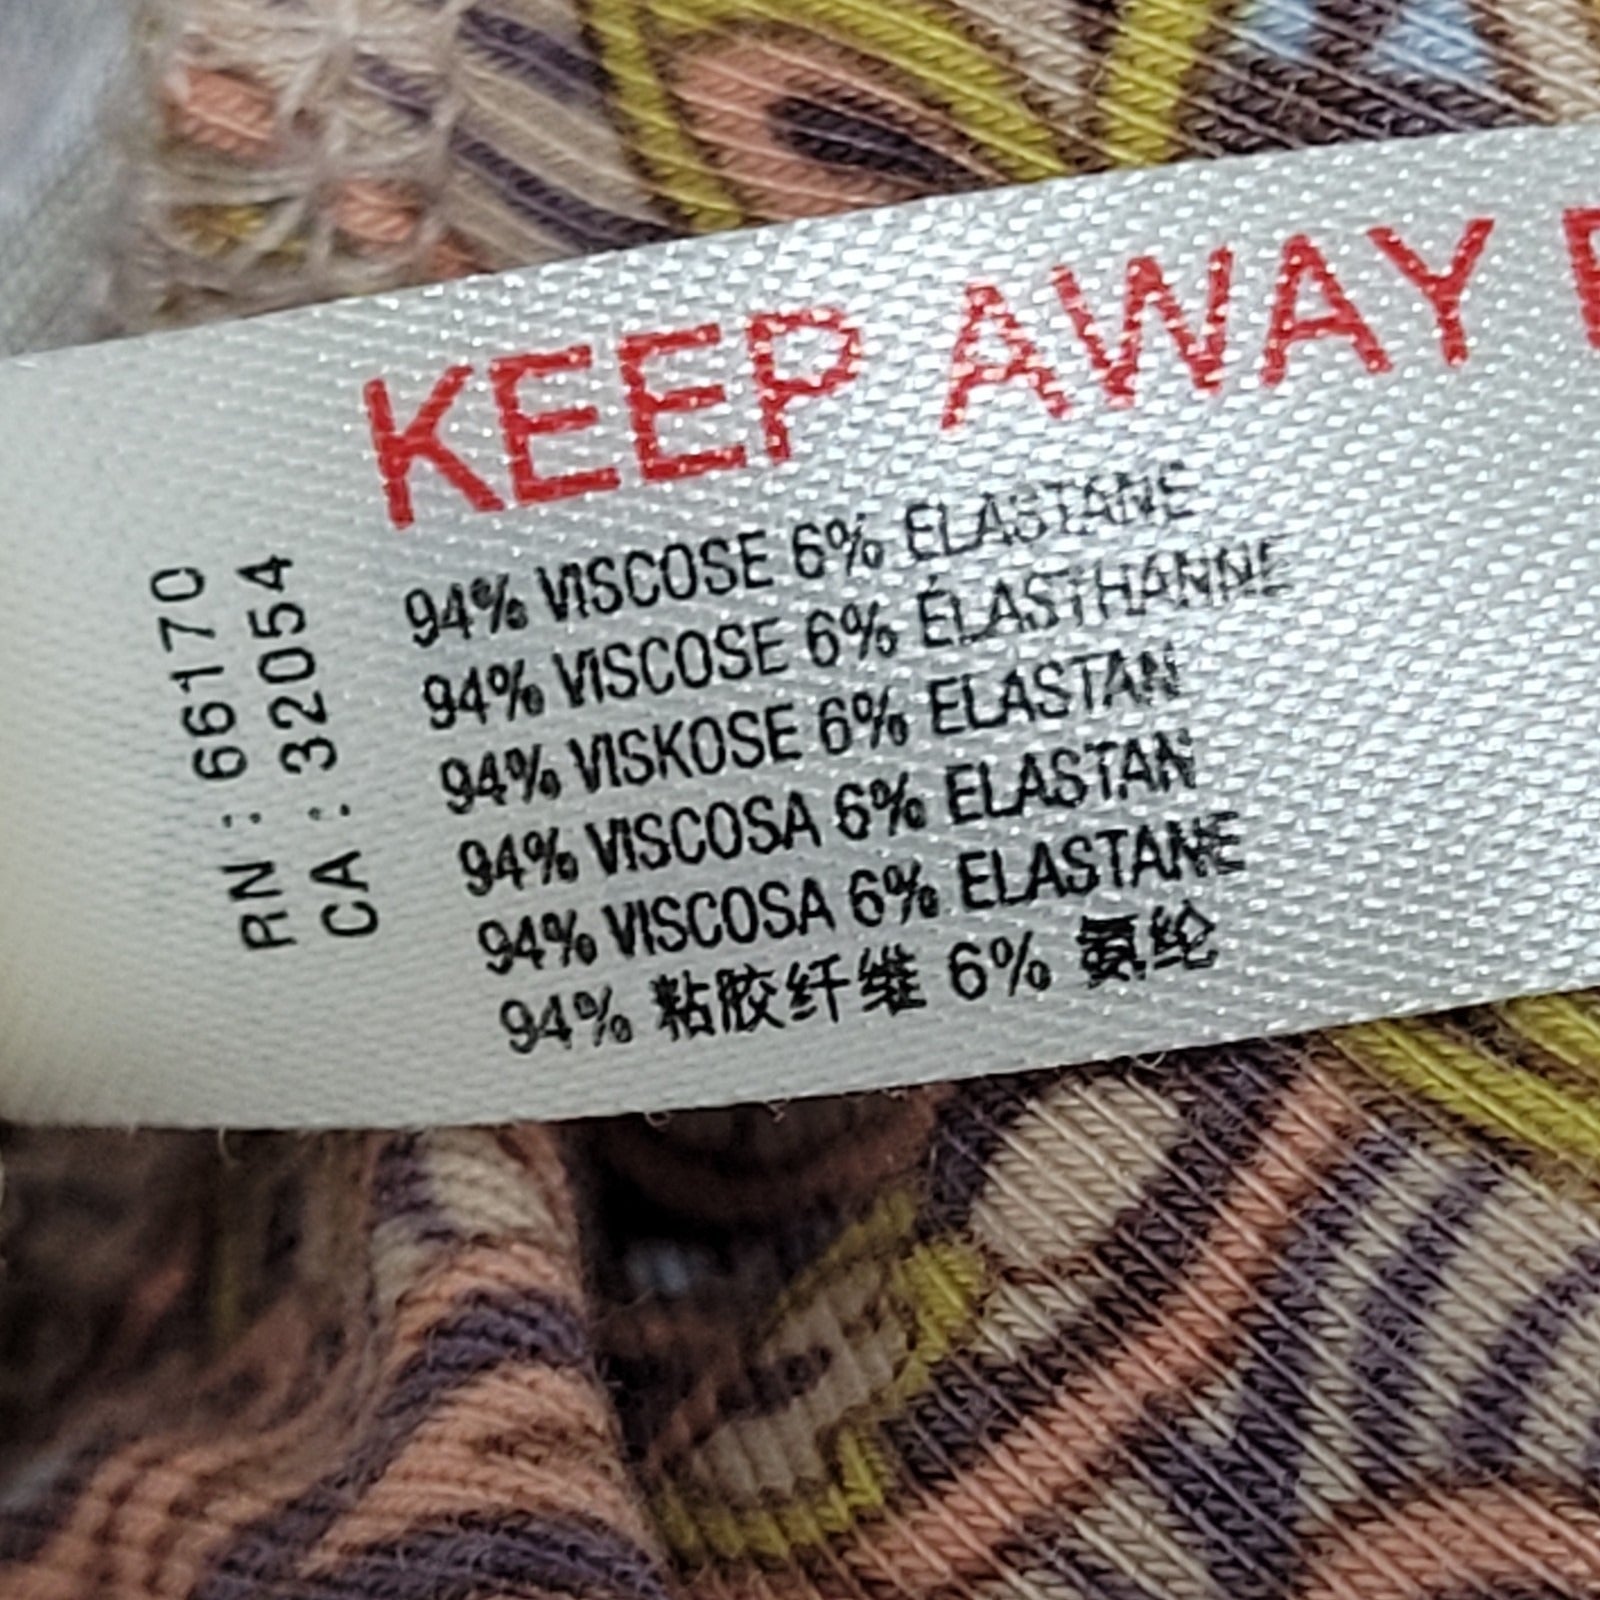 KEEP AWAY
94% VISCOSE 6% ELASTANE
94% VISCOSE 6% ÉLASTHANNE
94% VISKOSE 6% ELASTAN
94% VISCOSA 6% ELASTAN
94% VISCOSA 6% ELASTANE
94% 粘胶纤维 6% 氨纶
RN : 66170
CA : 32054